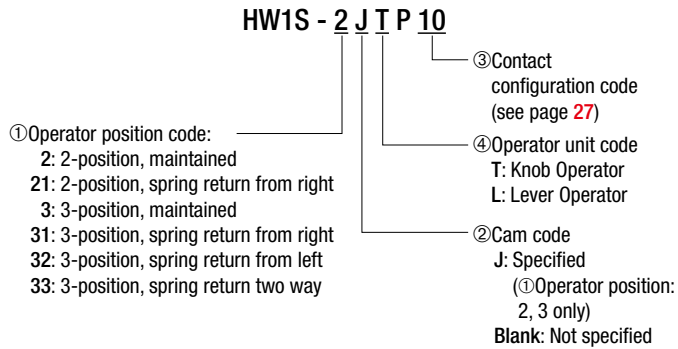 HW1S - 2 J T P 10
①Operator position code:
2: 2-position, maintained
21: 2-position, spring return from right
3: 3-position, maintained
31: 3-position, spring return from right
32: 3-position, spring return from left
33: 3-position, spring return two way
③Contact
configuration code
(see page 27)
④Operator unit code
T: Knob Operator
L: Lever Operator
②Cam code
J: Specified
(①Operator position:
2, 3 only)
Blank: Not specified